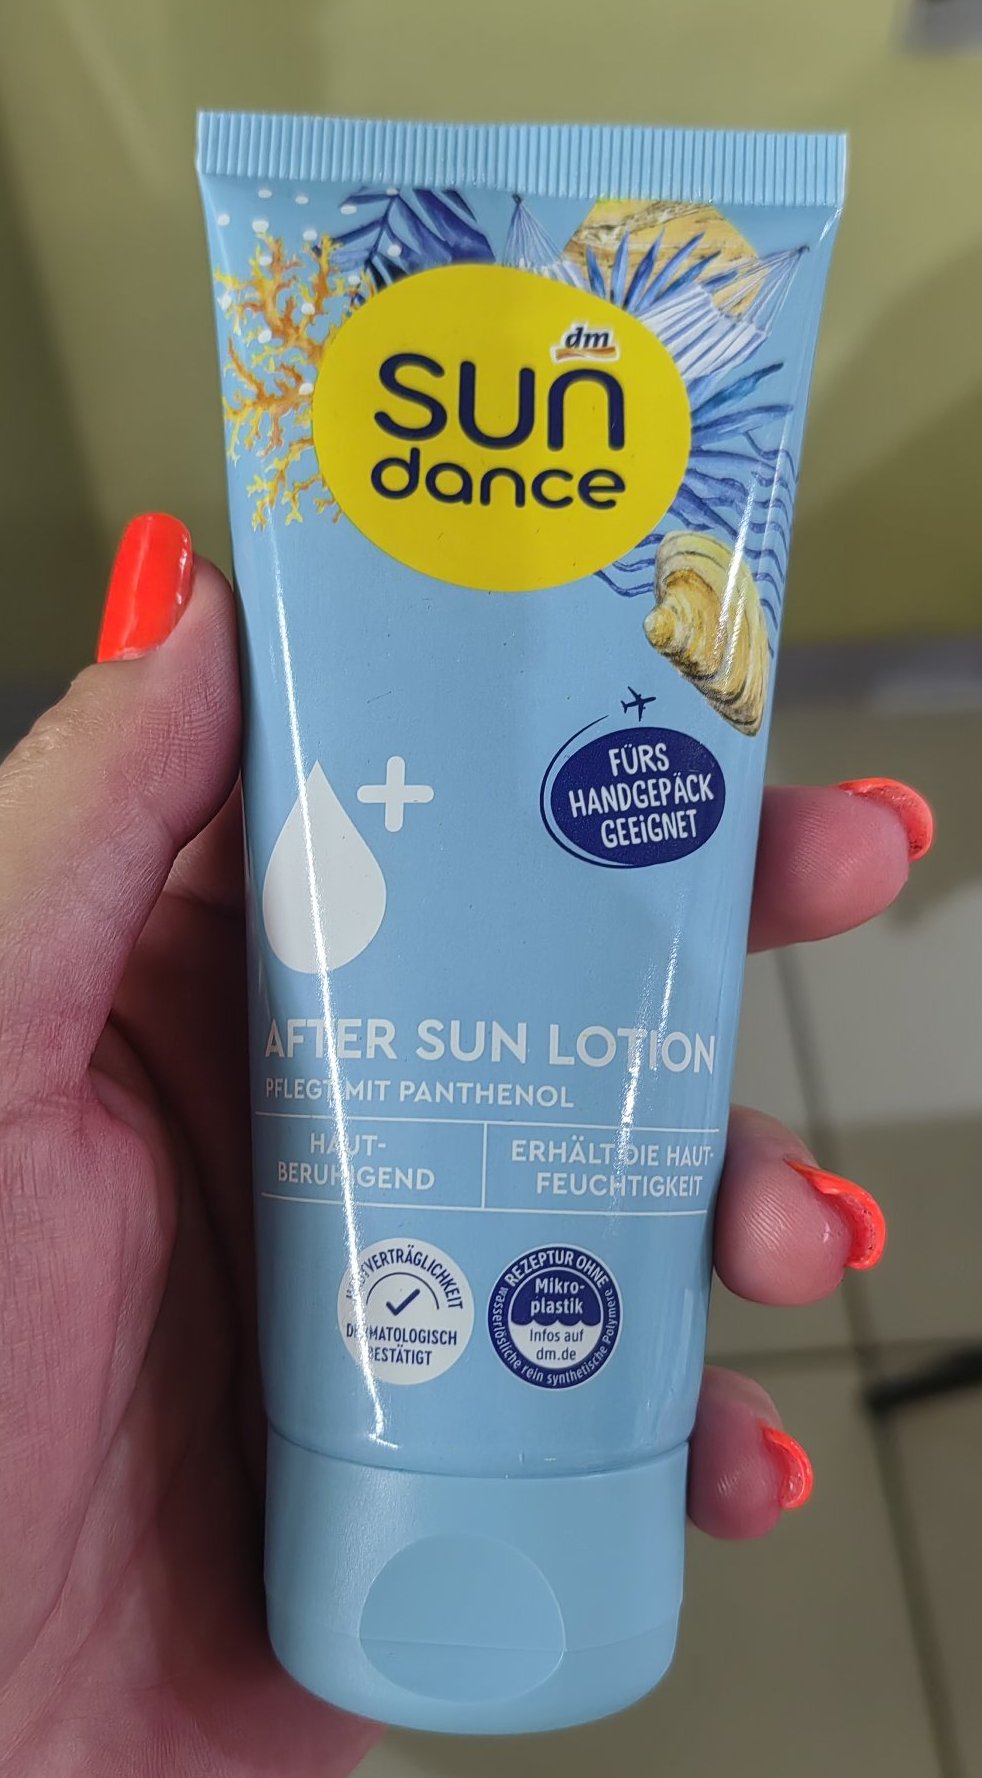 dm
sun
dance
FÜRS
HANDGEPÄCK
GEEiGNET
AFTER SUN LOTION
PFLEGT MIT PANTHENOL
HAUT-
BERUHIGEND
ERHÄLT DIE HAUT-
FEUCHTIGKEIT
VERTRÄGLICHKEIT
DERMATOLOGISCH
BESTÄTIGT
REZEPTUR OHNE
Mikro-
plastik
Infos auf
dm.de
wasserlösliche rein synthetische Polymere